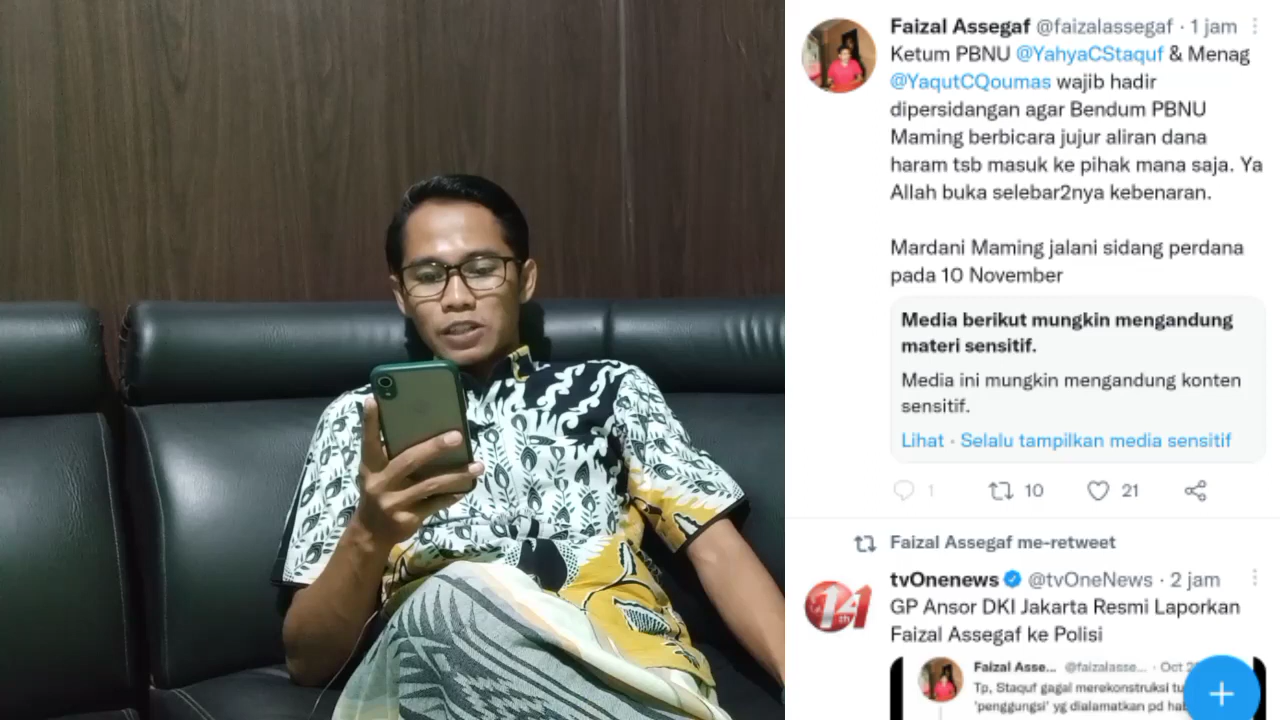 Faizal Assegaf @faizalassegaf · 1 jam
Ketum PBNU @YahyaCStaquf & Menag
@YaqutCQoumas wajib hadir
dipersidangan agar Bendum PBNU
Maming berbicara jujur aliran dana
haram tsb masuk ke pihak mana saja. Ya
Allah buka selebar2nya kebenaran.
Mardani Maming jalani sidang perdana
pada 10 November
Media berikut mungkin mengandung
materi sensitif.
Media ini mungkin mengandung konten
sensitif.
Lihat · Selalu tampilkan media sensitif
1 10 21
Faizal Assegaf me-retweet
tvOnenews @tvOneNews · 2 jam
GP Ansor DKI Jakarta Resmi Laporkan
Faizal Assegaf ke Polisi
14 th
Faizal Asse... @faizalasse... · Oct
Tp, Staquf gagal merekonstruksi
'penggungsi' yg dialamatkan pd